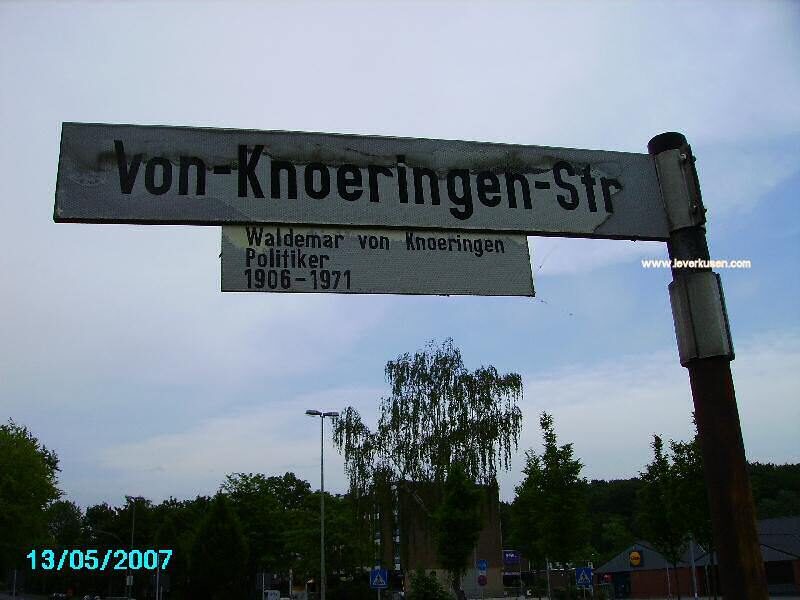 Von-Knoeringen-Str
Waldemar von Knoeringen
Politiker
1906-1971
www.leverkusen.com
13/05/2007